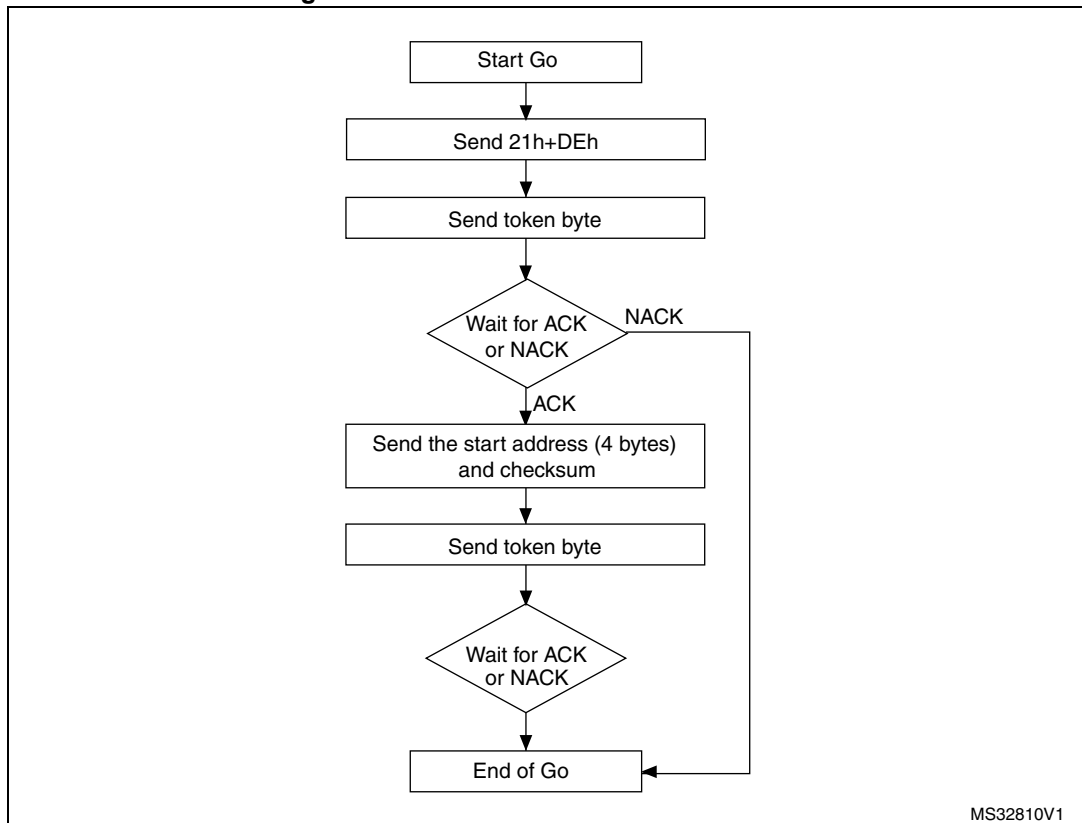 Start Go
Send 21h+DEh
Send token byte
Wait for ACK
or NACK
NACK
ACK
Send the start address (4 bytes)
and checksum
Send token byte
Wait for ACK
or NACK
End of Go
MS32810V1